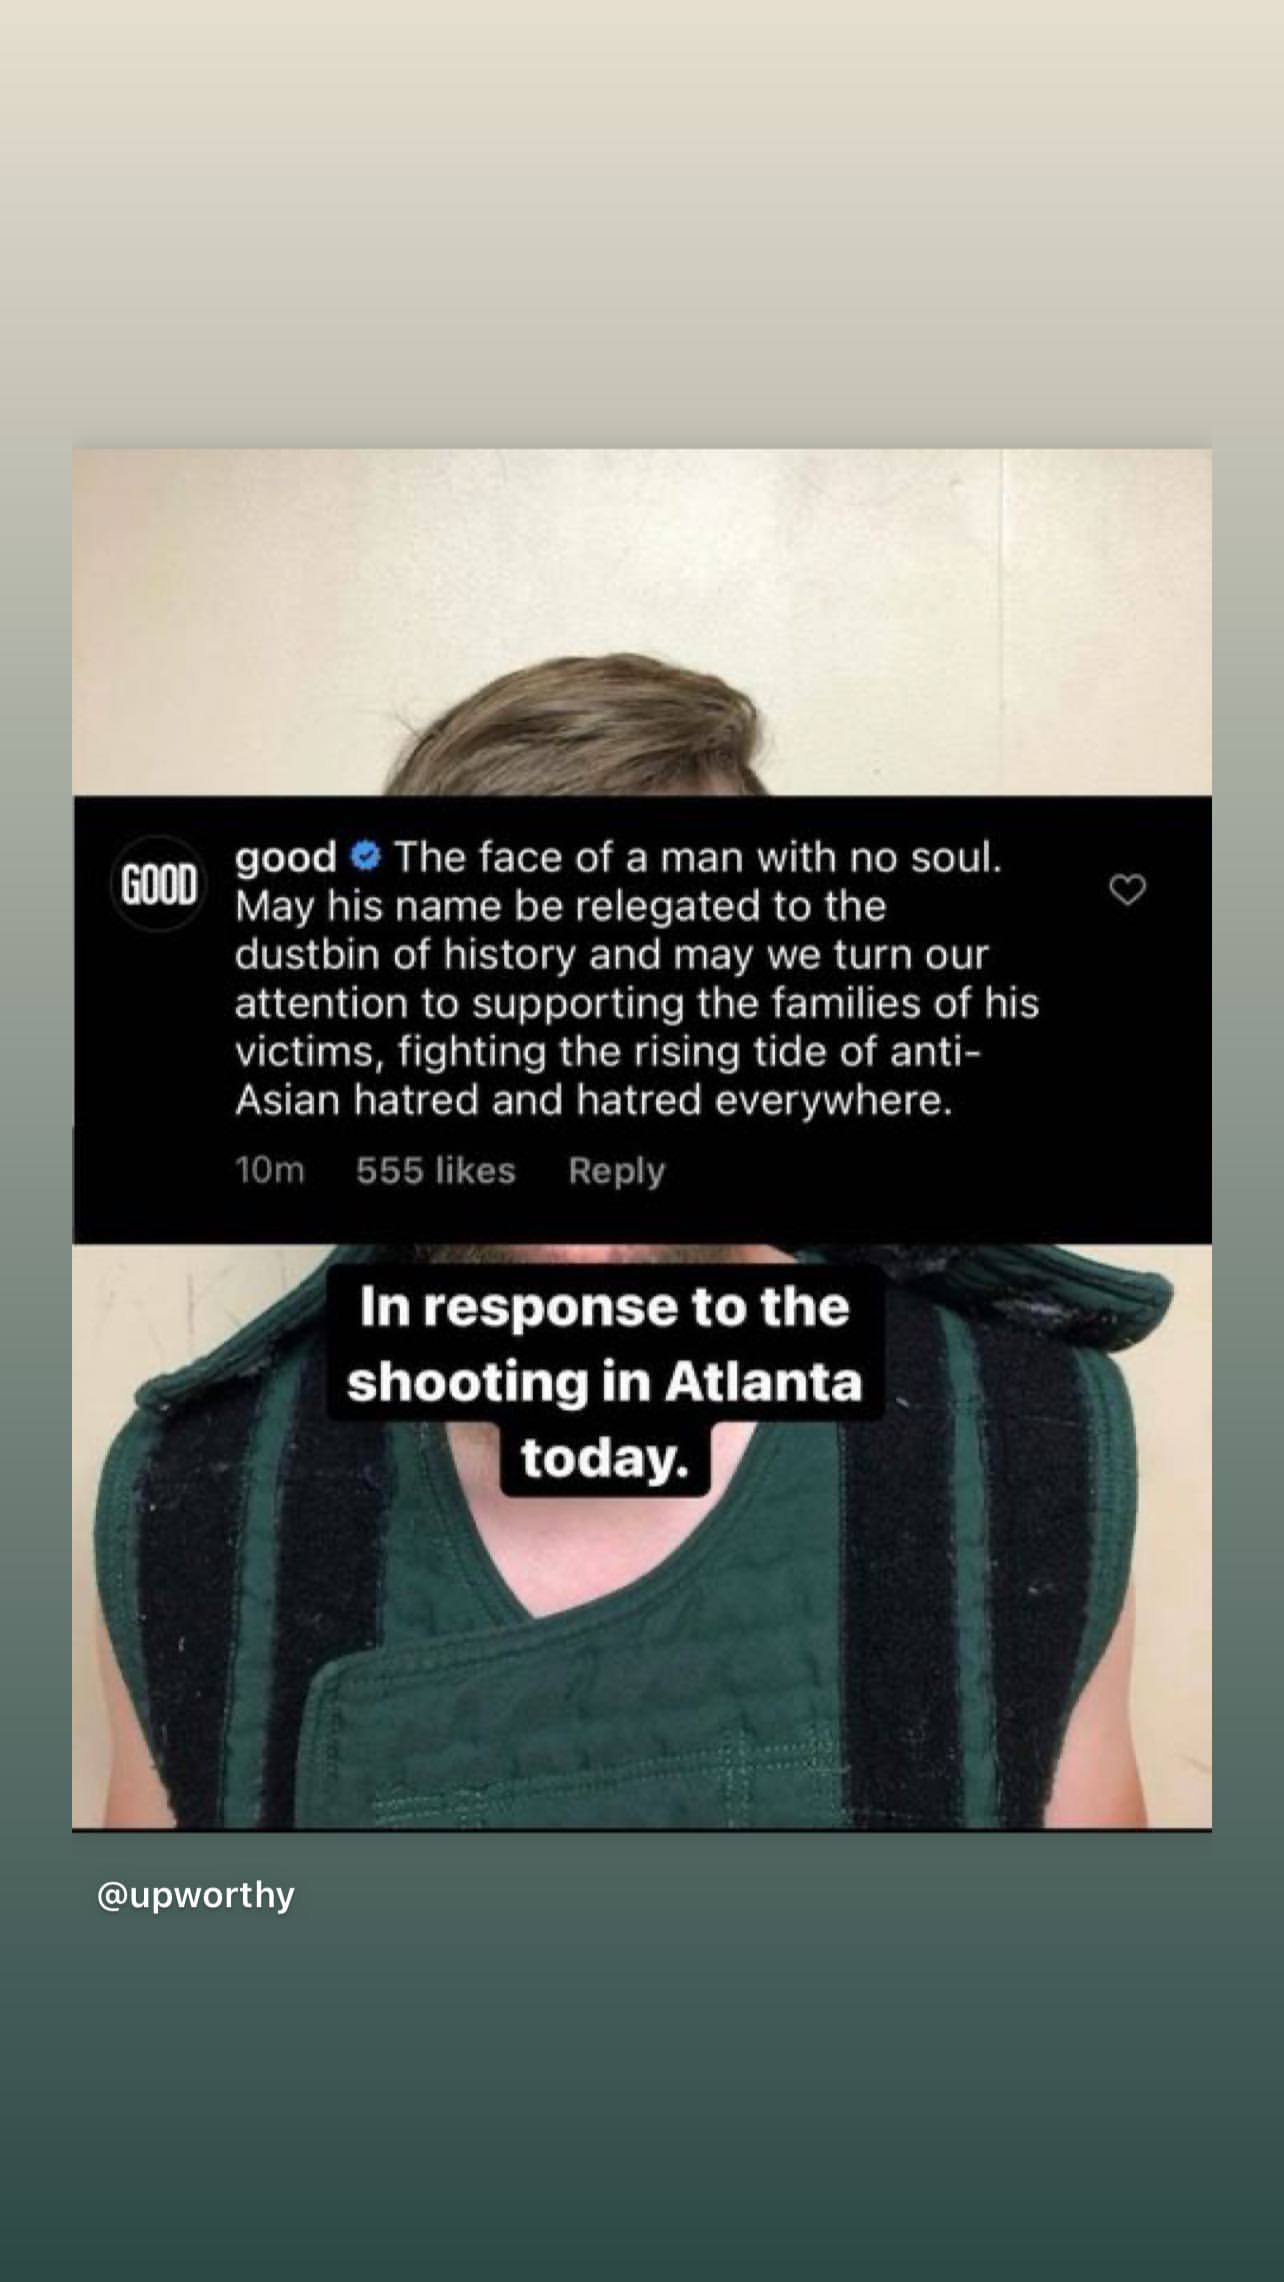 GOOD
good The face of a man with no soul.
May his name be relegated to the
dustbin of history and may we turn our
attention to supporting the families of his
victims, fighting the rising tide of anti-
Asian hatred and hatred everywhere.
10m 555 likes Reply
In response to the
shooting in Atlanta
today.
@upworthy